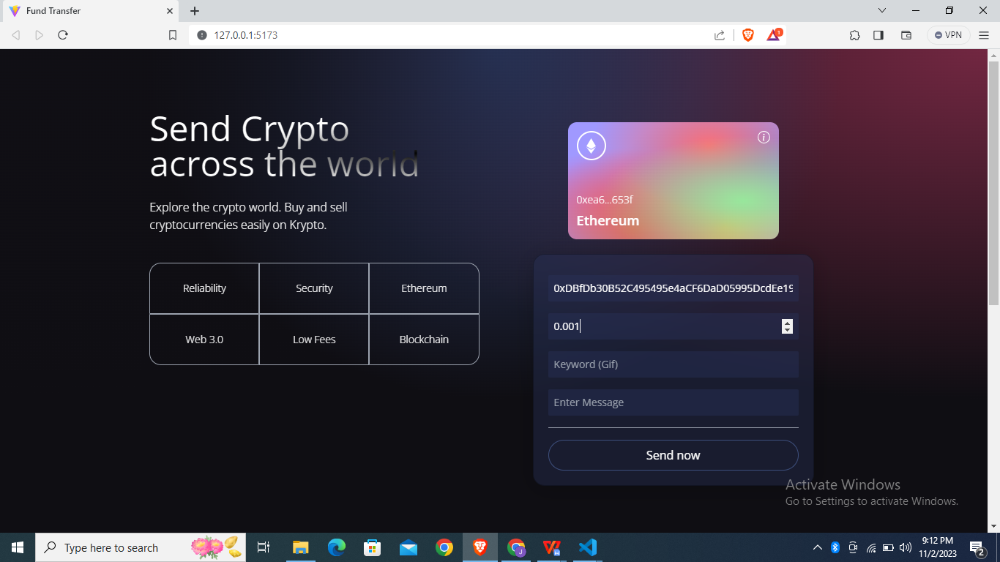 Fund Transfer
127.0.0.1:5173
1
VPN
Send Crypto
across the world
Explore the crypto world. Buy and sell
cryptocurrencies easily on Krypto.
Reliability
Security
Ethereum
Web 3.0
Low Fees
Blockchain
0xea6...653f
Ethereum
0xDBfDb30B52C495495e4aCF6DaD05995DcdEe19
0.001
Keyword (Gif)
Enter Message
Send now
Activate Windows
Go to Settings to activate Windows.
Type here to search
J
W
9:12 PM
11/2/2023
2